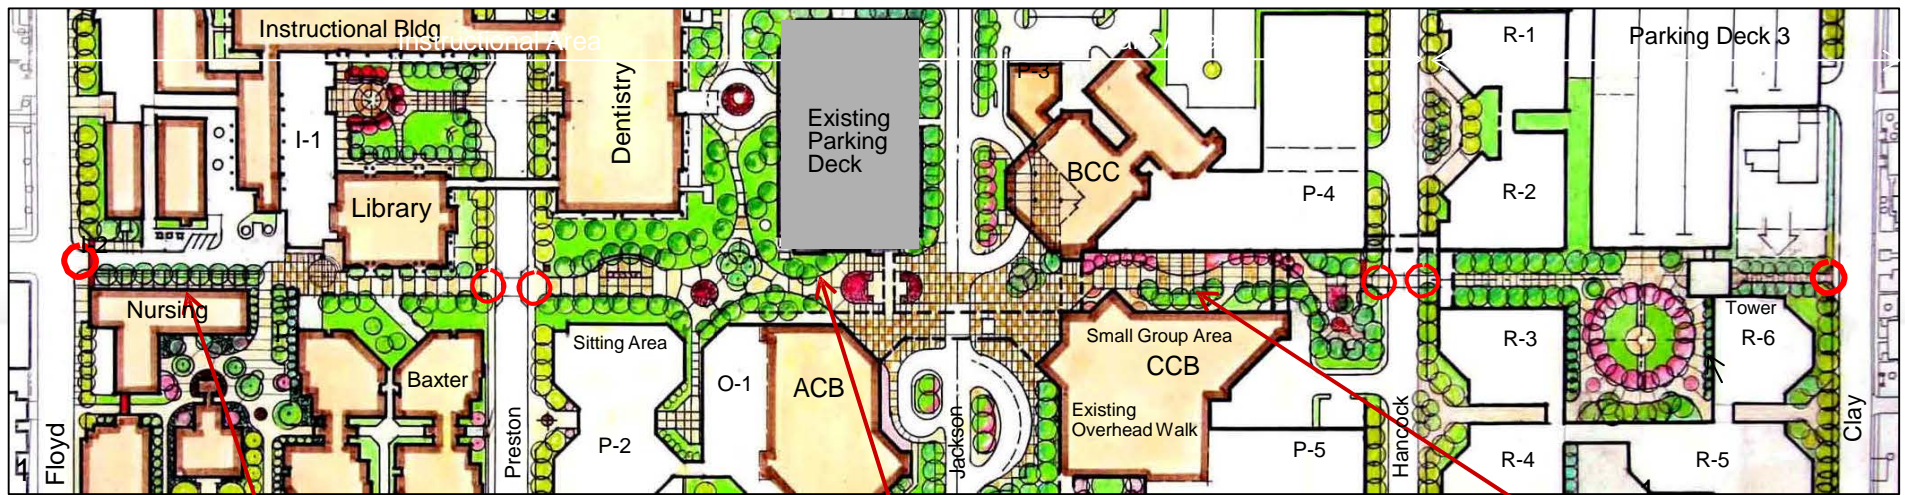 Instructional Bldg
Instructional Area
R-1
Parking Deck 3
P-3
Dentistry
Existing
Parking
Deck
I-1
BCC
R-2
P-4
Library
Nursing
Tower
Sitting Area
Small Group Area
R-3
R-6
CCB
Baxter
O-1
ACB
Existing
Overhead Walk
Floyd
Preston
P-2
Jackson
P-5
Hancock
R-4
R-5
Clay